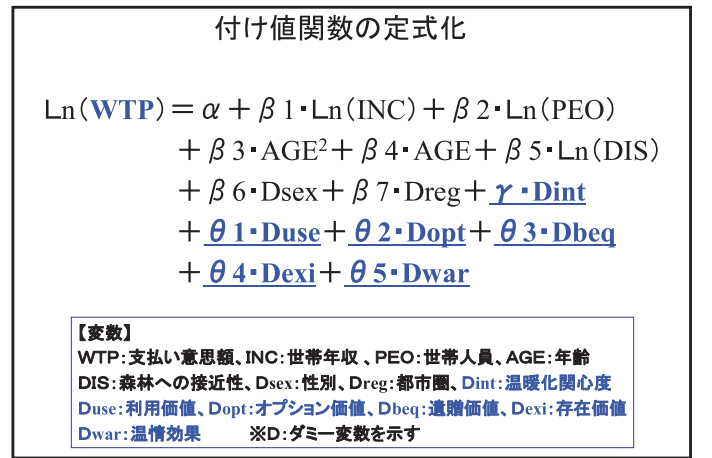 付け値関数の定式化
Ln(WTP)=α+β1・Ln(INC)+β2・Ln(PEO)
+β3・AGE²+β4・AGE+β5・Ln(DIS)
+β6・Dsex+β7・Dreg+γ・Dint
+θ1・Duse+θ2・Dopt+θ3・Dbeq
+θ4・Dexi+θ5・Dwar
【変数】
WTP:支払い意思額、INC:世帯年収、PEO:世帯人員、AGE:年齢
DIS:森林への接近性、Dsex:性別、Dreg:都市圏、Dint:温暖化関心度
Duse:利用価値、Dopt:オプション価値、Dbeq:遺贈価値、Dexi:存在価値
Dwar:温情効果 ※D:ダミー変数を示す